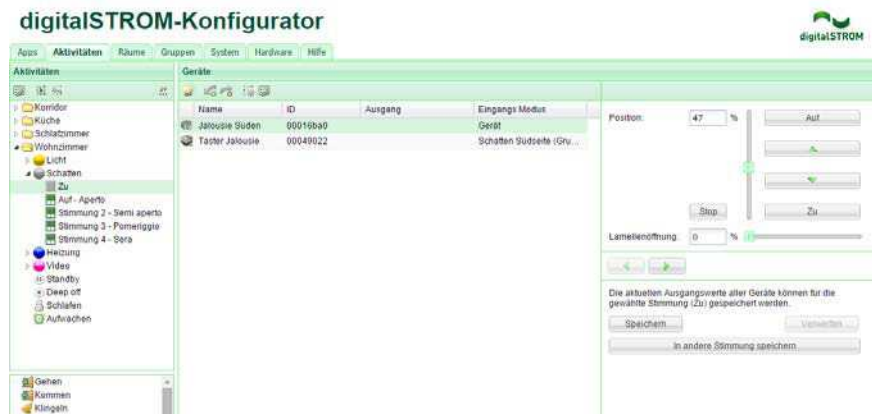 digitalSTROM-Konfigurator
digitalSTROM
Apps Aktivitäten Räume Gruppen System Hardware Hilfe
Aktivitäten
Geräte
Korridor
Küche
Schlafzimmer
Wohnzimmer
Licht
Schatten
Zu
Auf - Aperto
Stimmung 2 - Semi aperto
Stimmung 3 - Pomeriggio
Stimmung 4 - Sera
Heizung
Video
Standby
Deep off
Schlafen
Aufwachen
Gehen
Kommen
Klingeln
Name ID Ausgang Eingangs Modus
Jalousie Süden 00016ba0 Gerät
Taster Jalousie 00049022 Schatten Südseite (Gru...
Position: 47 % Auf
Stop Zu
Lamellenöffnung: 0 %
Die aktuellen Ausgangswerte aller Geräte können für die
gewählte Stimmung (Zu) gespeichert werden.
Speichern Verwerfen
In andere Stimmung speichern